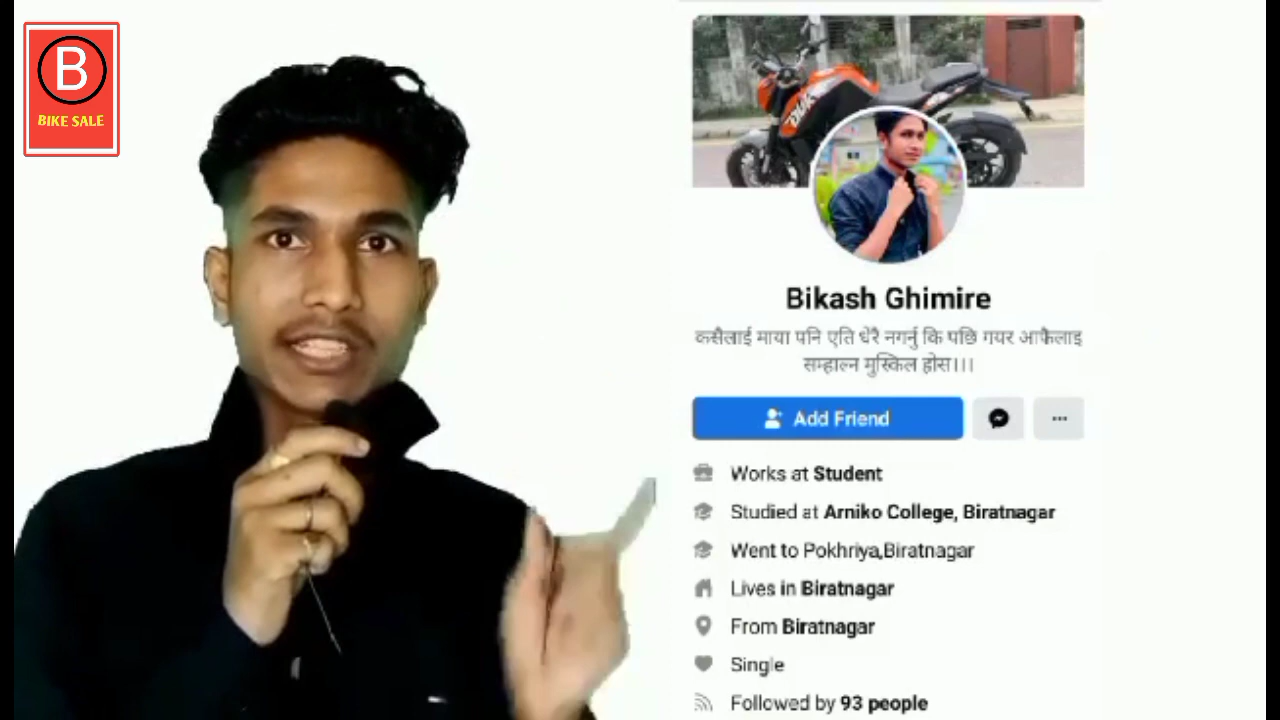 B
BIKE SALE
DUKE
Bikash Ghimire
कसैलाई माया पनि एति धेरै नगर्नु कि पछि गयर आफैलाइ
सम्हाल्न मुस्किल होस।।।
Add Friend
Works at Student
Studied at Arniko College, Biratnagar
Went to Pokhriya,Biratnagar
Lives in Biratnagar
From Biratnagar
Single
Followed by 93 people